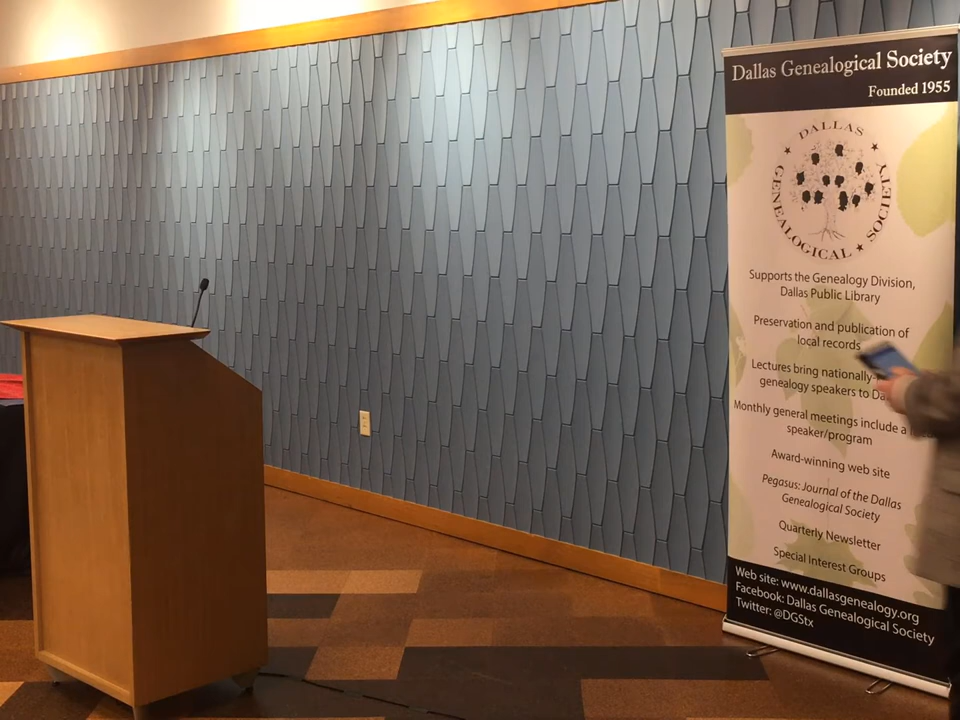 Dallas Genealogical Society
Founded 1955
DALLAS
GENEALOGICAL ★ SOCIETY
Supports the Genealogy Division,
Dallas Public Library
Preservation and publication of
local records
Lectures bring nationally-
genealogy speakers to
Monthly general meetings include a
speaker/program
Award-winning web site
Pegasus: Journal of the Dallas
Genealogical Society
Quarterly Newsletter
Special Interest Groups
Web site: www.dallasgenealogy.org
Facebook: Dallas Genealogical Society
Twitter: @DGStx